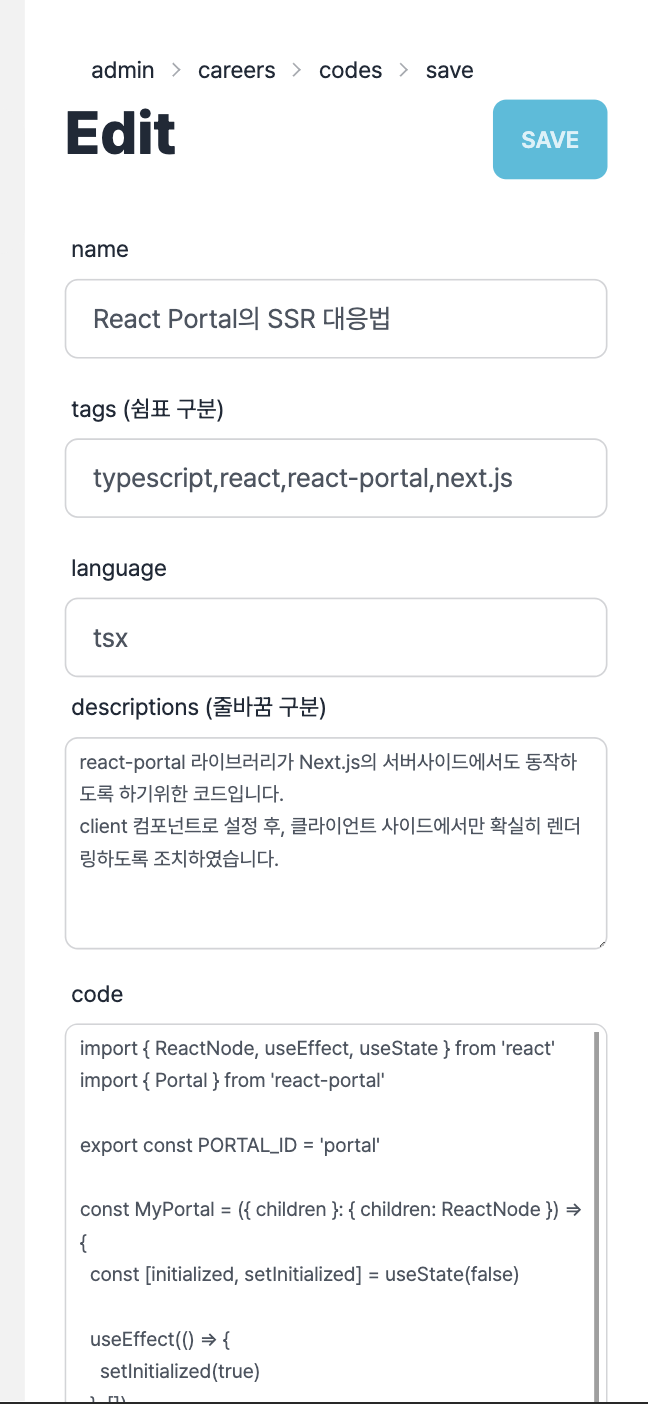 admin > careers > codes > save
Edit
SAVE
name
React Portal의 SSR 대응법
tags (쉼표 구분)
typescript,react,react-portal,next.js
language
tsx
descriptions (줄바꿈 구분)
react-portal 라이브러리가 Next.js의 서버사이드에서도 동작하
도록 하기위한 코드입니다.
client 컴포넌트로 설정 후, 클라이언트 사이드에서만 확실히 렌더
링하도록 조치하였습니다.
code
import { ReactNode, useEffect, useState } from 'react'
import { Portal } from 'react-portal'
export const PORTAL_ID = 'portal'
const MyPortal = ({ children }: { children: ReactNode }) =>
{
const [initialized, setInitialized] = useState(false)
useEffect(() => {
setInitialized(true)
}, [])